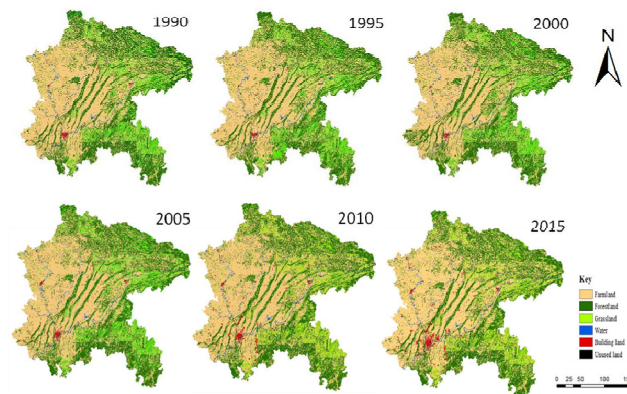 1990
1995
2000
N
2005
2010
2015
Key
Farmland
Forestland
Grassland
Water
Building land
Unused land
0 25 50 100